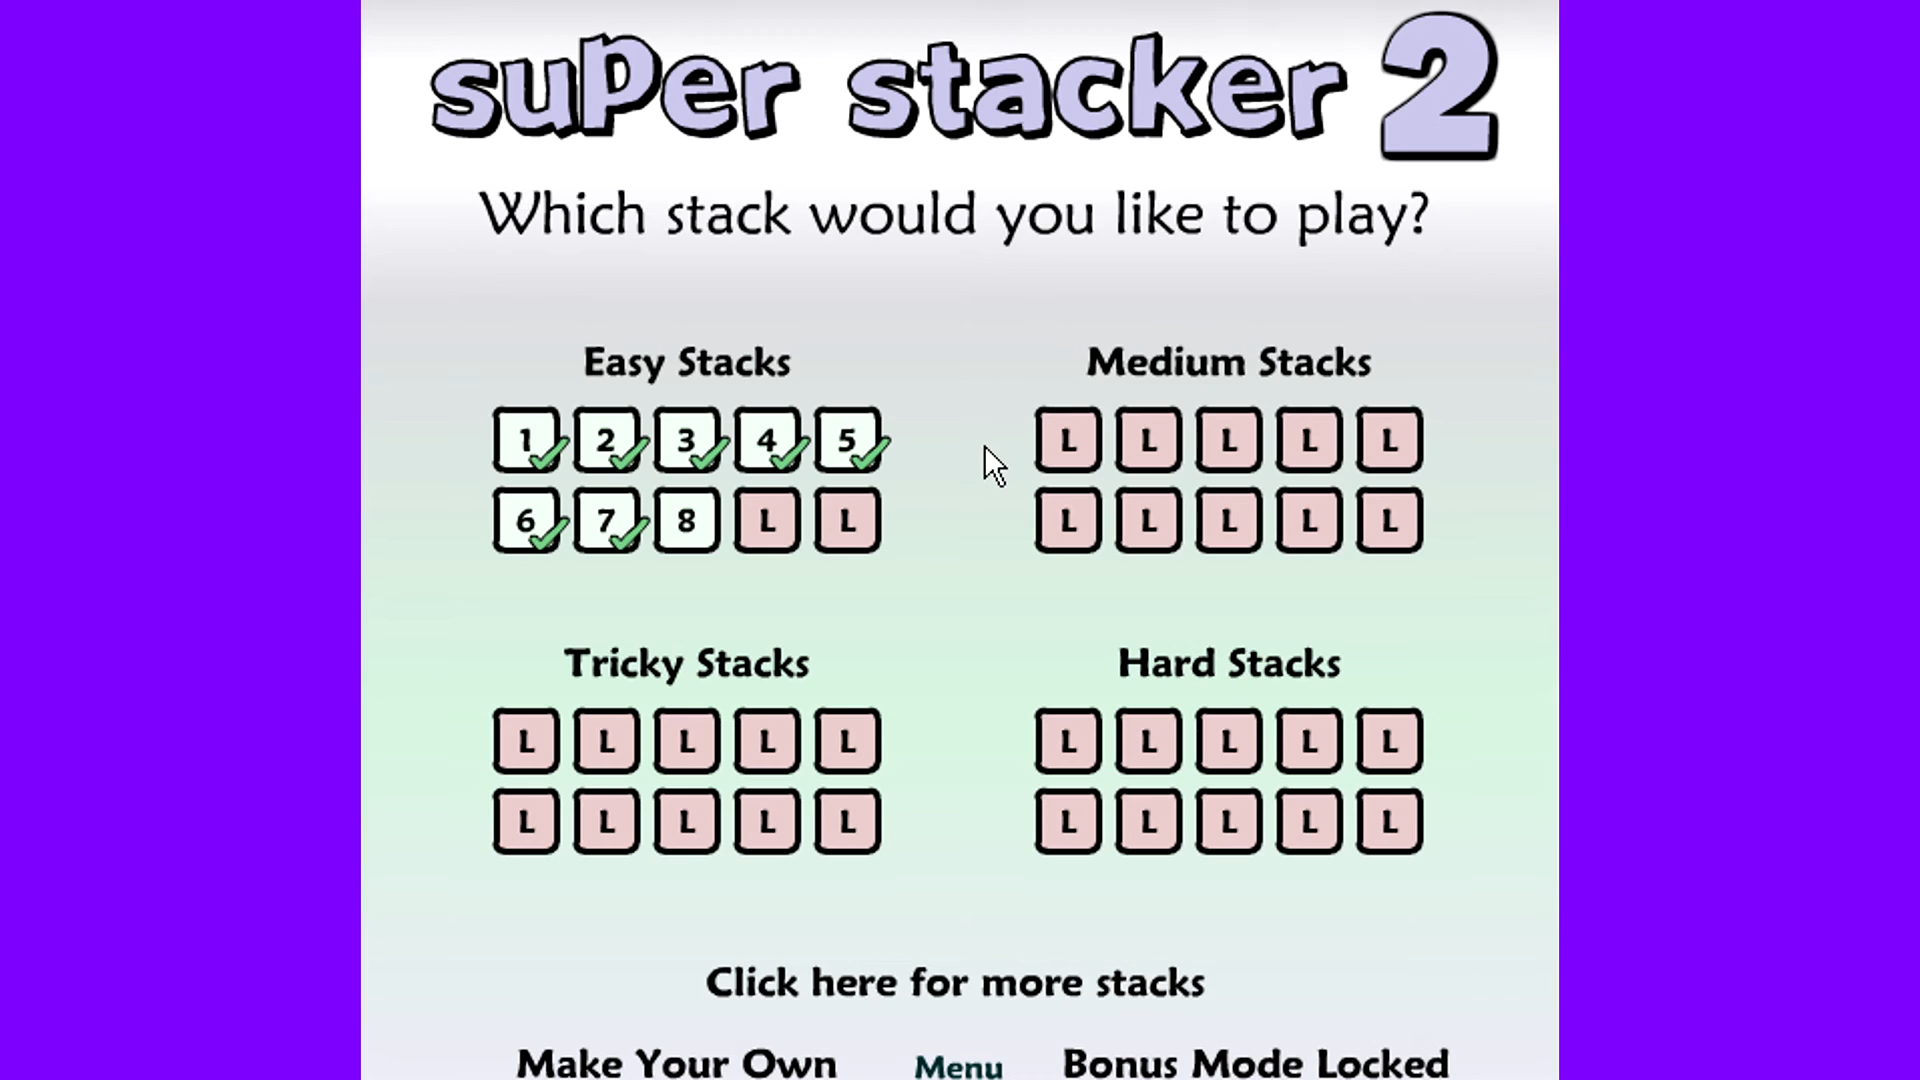 super stacker 2
Which stack would you like to play?
Easy Stacks
1 2 3 4 5
6 7 8 L L
Medium Stacks
L L L L L
L L L L L
Tricky Stacks
L L L L L
L L L L L
Hard Stacks
L L L L L
L L L L L
Click here for more stacks
Make Your Own Menu Bonus Mode Locked